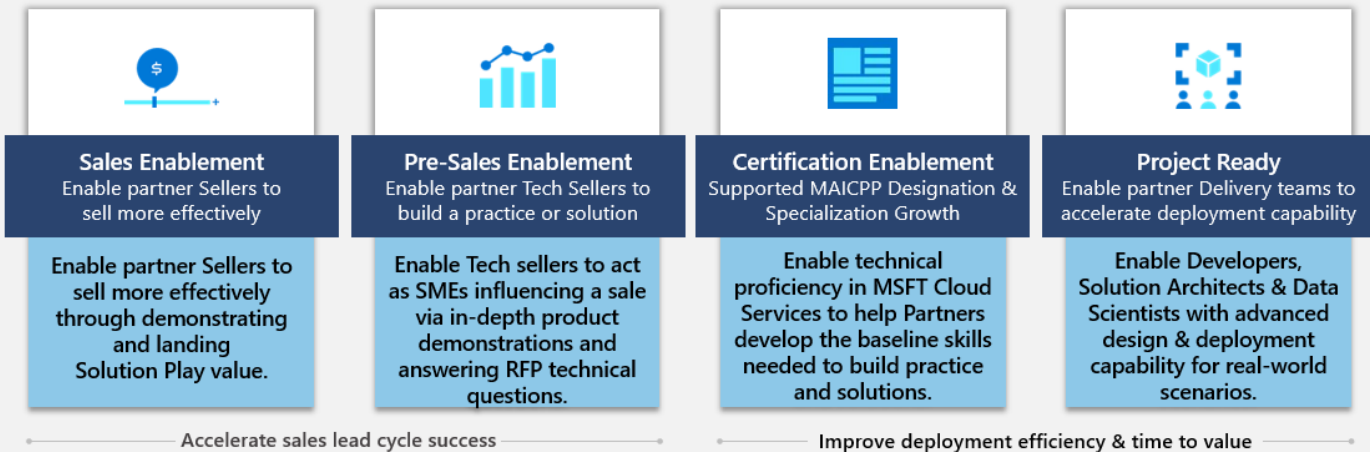 $
+
Sales Enablement
Enable partner Sellers to
sell more effectively
Enable partner Sellers to
sell more effectively
through demonstrating
and landing
Solution Play value.
Pre-Sales Enablement
Enable partner Tech Sellers to
build a practice or solution
Enable Tech sellers to act
as SMEs influencing a sale
via in-depth product
demonstrations and
answering RFP technical
questions.
Certification Enablement
Supported MAICPP Designation &
Specialization Growth
Enable technical
proficiency in MSFT Cloud
Services to help Partners
develop the baseline skills
needed to build practice
and solutions.
Project Ready
Enable partner Delivery teams to
accelerate deployment capability
Enable Developers,
Solution Architects & Data
Scientists with advanced
design & deployment
capability for real-world
scenarios.
Accelerate sales lead cycle success
Improve deployment efficiency & time to value